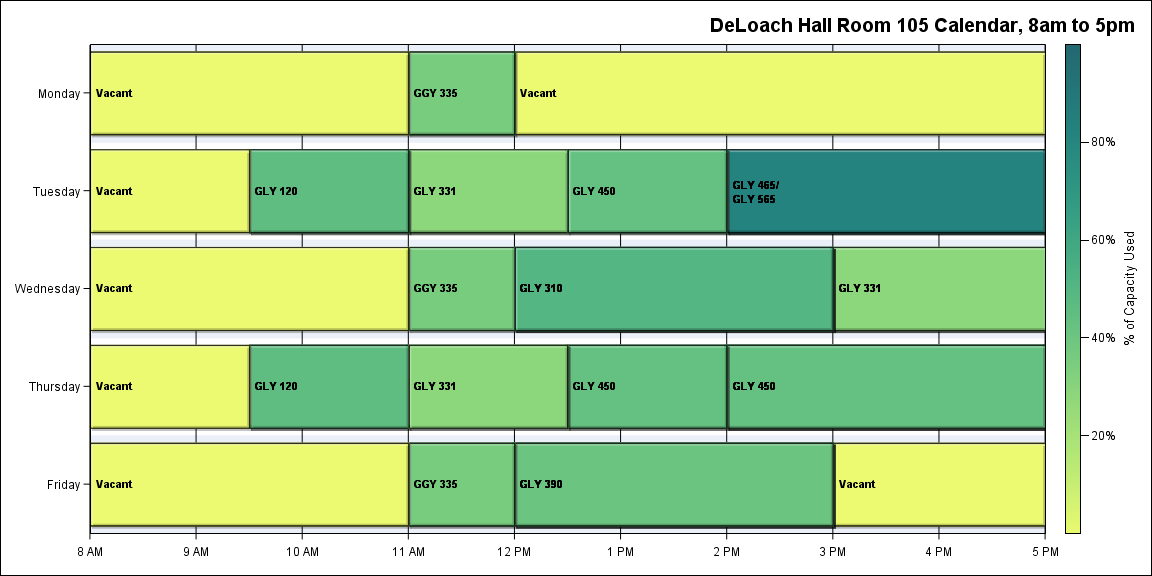 DeLoach Hall Room 105 Calendar, 8am to 5pm
Monday
Vacant
GGY 335
Vacant
Tuesday
Vacant
GLY 120
GLY 331
GLY 450
GLY 465/
GLY 565
Wednesday
Vacant
GGY 335
GLY 310
GLY 331
Thursday
Vacant
GLY 120
GLY 331
GLY 450
GLY 450
Friday
Vacant
GGY 335
GLY 390
Vacant
8 AM
9 AM
10 AM
11 AM
12 PM
1 PM
2 PM
3 PM
4 PM
5 PM
80%
60%
40%
20%
% of Capacity Used